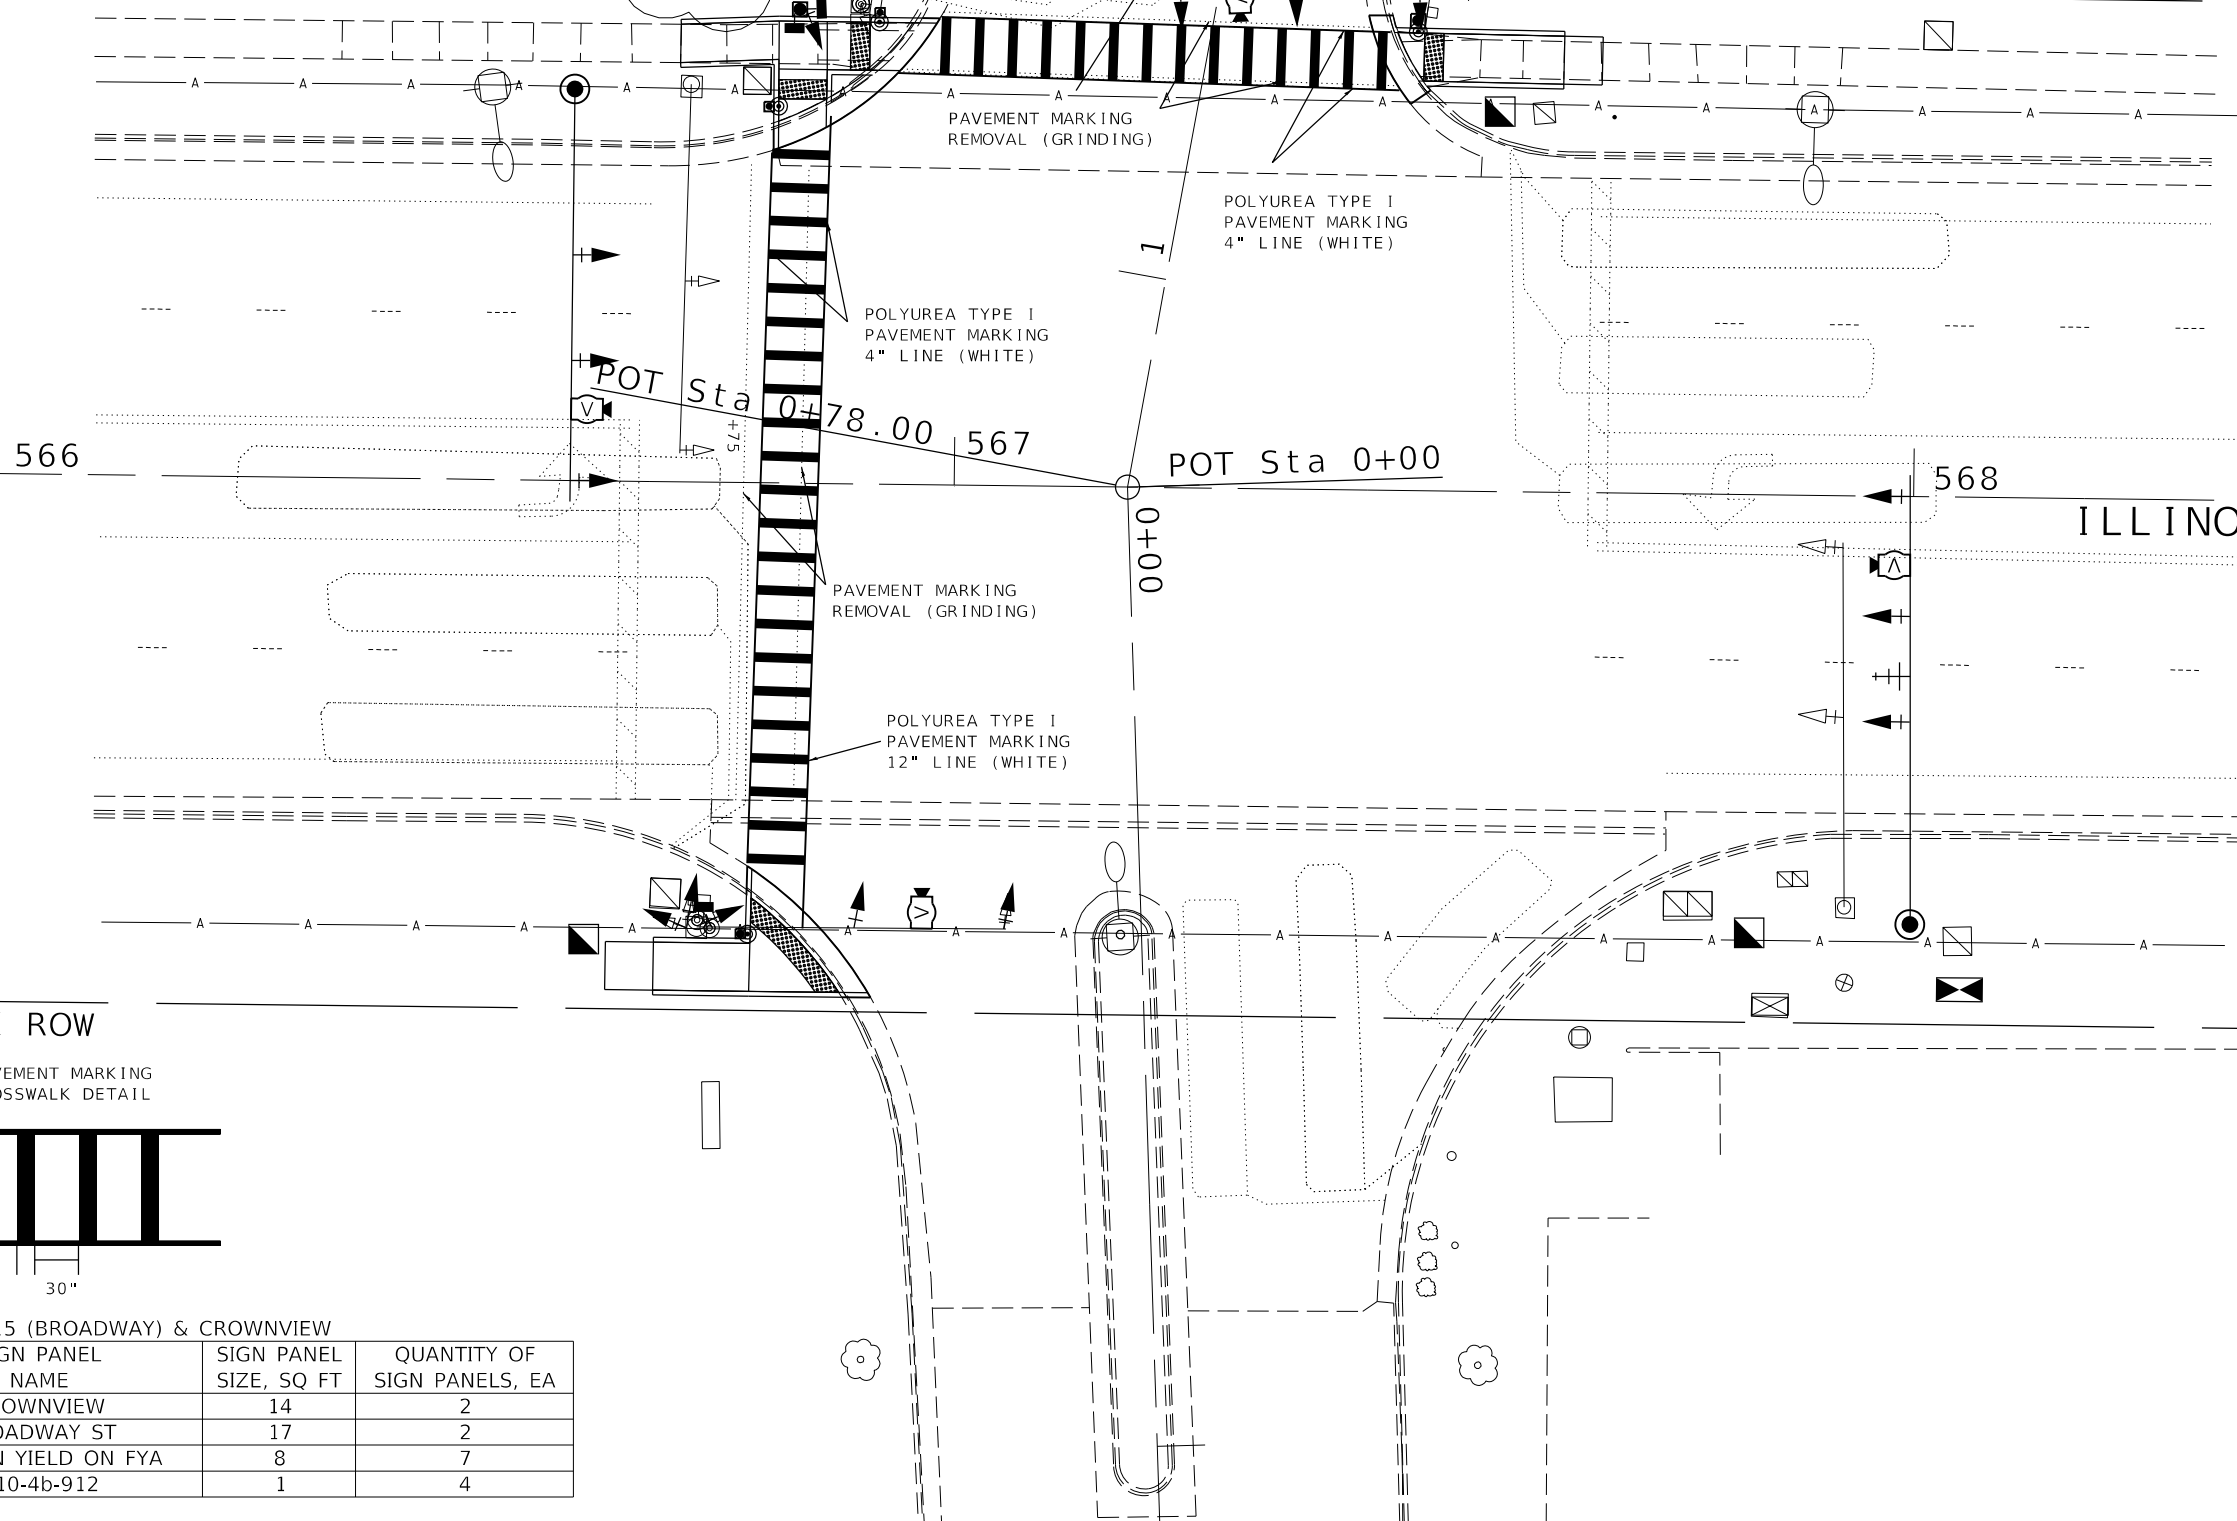 PAVEMENT MARKING
REMOVAL (GRINDING)
POLYUREA TYPE I
PAVEMENT MARKING
4" LINE (WHITE)
1
POLYUREA TYPE I
PAVEMENT MARKING
4" LINE (WHITE)
POT Sta 0+78.00
+75
566
567
POT Sta 0+00
568
0+00
ILLINO
PAVEMENT MARKING
REMOVAL (GRINDING)
POLYUREA TYPE I
PAVEMENT MARKING
12" LINE (WHITE)
A A A A A A A A A A A A A A A A A
A A A A A A A A A A A A A A A A A A A
V
V
V
ROW
VEMENT MARKING
OSSWALK DETAIL
30"
15 (BROADWAY) & CROWNVIEW
GN PANEL SIGN PANEL QUANTITY OF
NAME SIZE, SQ FT SIGN PANELS, EA
OWNVIEW 14 2
OADWAY ST 17 2
N YIELD ON FYA 8 7
10-4b-912 1 4